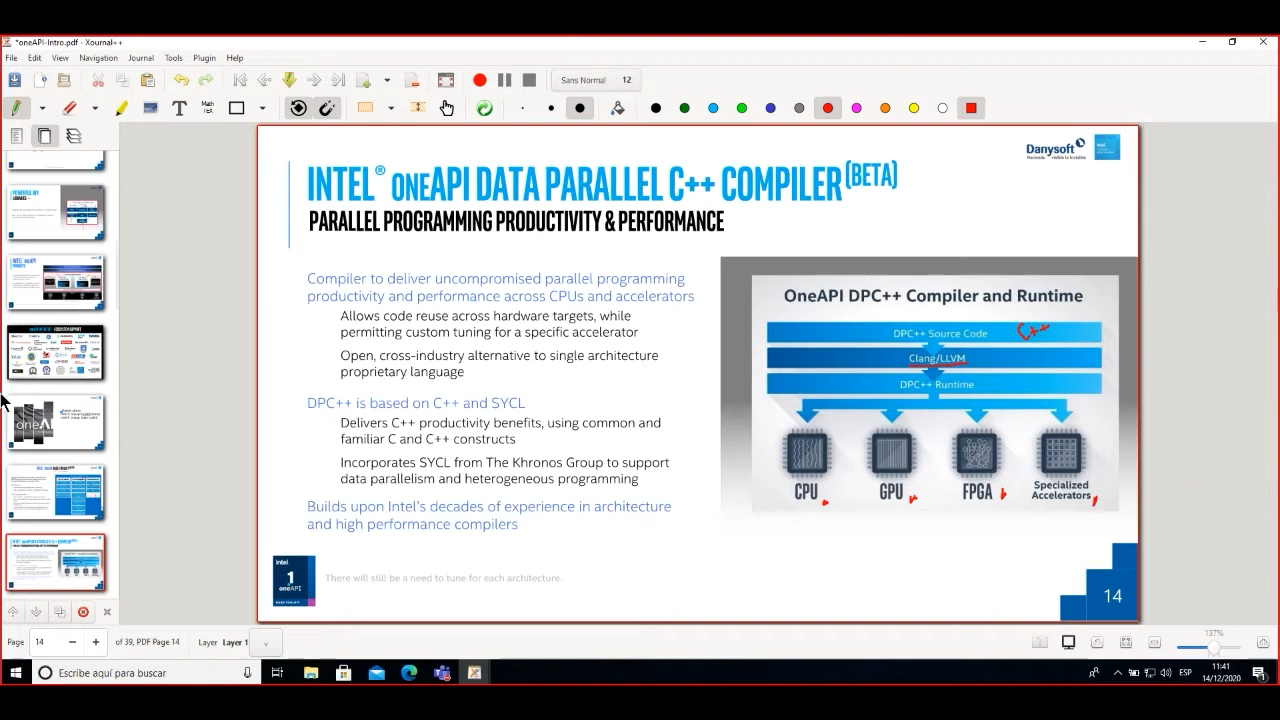 *oneAPI-Intro.pdf - Xournal++
File Edit View Navigation Journal Tools Plugin Help
Sans Normal 12
Danysoft
Haciendo visible lo invisible
INTEL® ONEAPI DATA PARALLEL C++ COMPILER(BETA)
PARALLEL PROGRAMMING PRODUCTIVITY & PERFORMANCE
Compiler to deliver uncompromised parallel programming
productivity and performance across CPUs and accelerators
Allows code reuse across hardware targets, while
permitting custom tuning for a specific accelerator
Open, cross-industry alternative to single architecture
proprietary language
DPC++ is based on C++ and SYCL
Delivers C++ productivity benefits, using common and
familiar C and C++ constructs
Incorporates SYCL from The Khronos Group to support
data parallelism and heterogeneous programming
Builds upon Intel's decades of experience in architecture
and high performance compilers
OneAPI DPC++ Compiler and Runtime
DPC++ Source Code C++
Clang/LLVM
DPC++ Runtime
CPU GPU FPGA Specialized
Accelerators
intel
1
oneAPI
BASE TOOLKIT
There will still be a need to tune for each architecture.
14
Page 14 of 39, PDF Page 14 Layer Layer 1
137%
Escribe aquí para buscar
ESP
11:41
14/12/2020